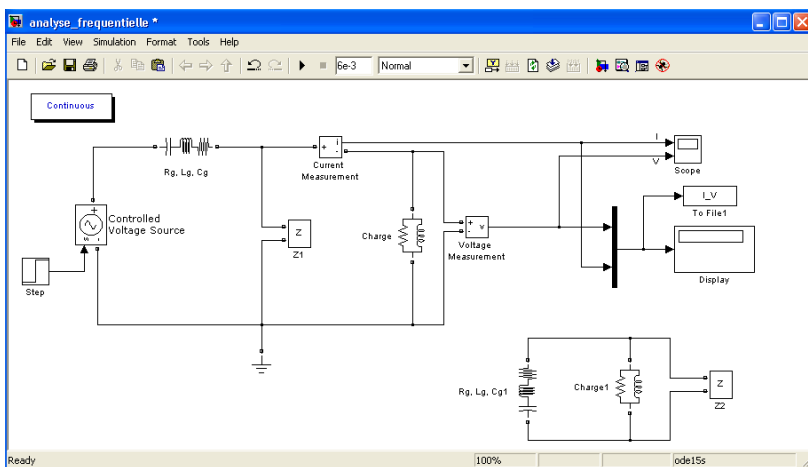 analyse_frequentielle *
File Edit View Simulation Format Tools Help
6e-3 Normal
Continuous
Rg, Lg, Cg
+ i -
Current
Measurement
I
V
Scope
I_V
To File1
Controlled
Voltage Source
Z
Z1
Charge
+ v -
Voltage
Measurement
Display
Step
Rg, Lg, Cg1
Charge1
Z
Z2
Ready 100% ode15s